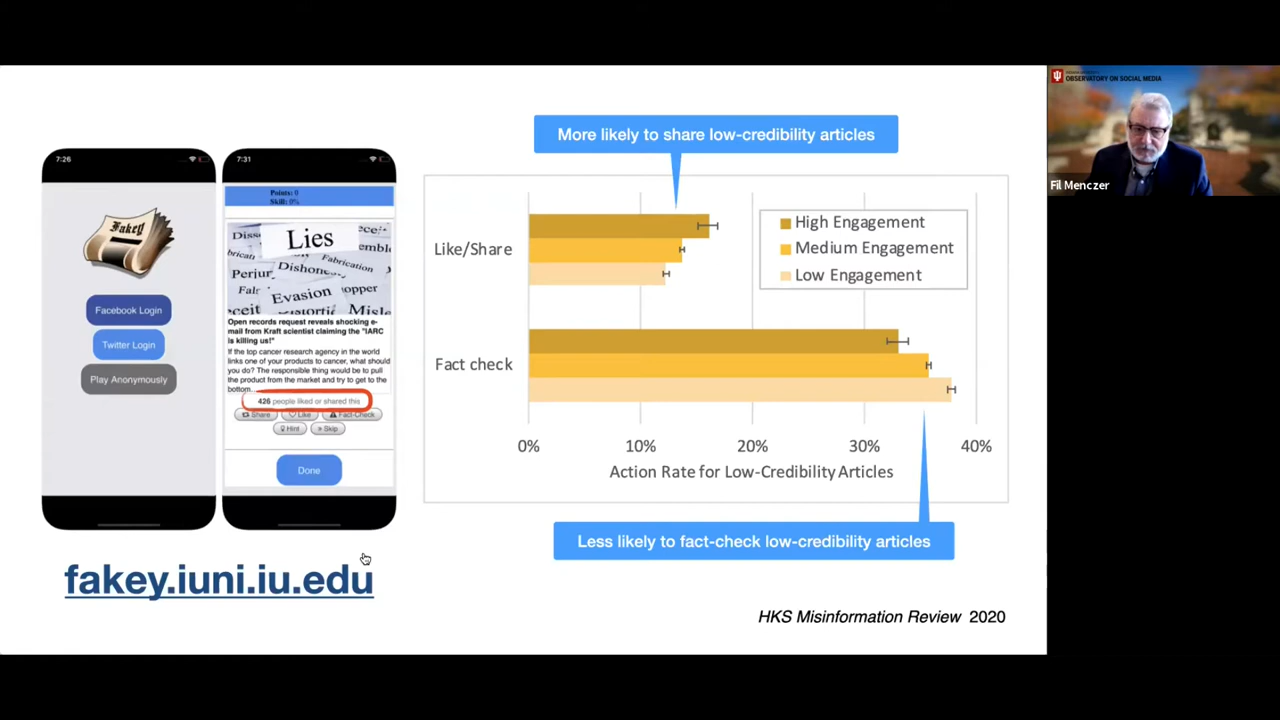 7:26
Fakey
Facebook Login
Twitter Login
Play Anonymously
7:31
Points: 0
Skill: 0%
Lies
Fabrication
Evasion
Open records request reveals shocking e-
mail from Kraft scientist claiming the "IARC
is killing us!"
If the top cancer research agency in the world
links one of your products to cancer, what should
you do? The responsible thing would be to pull
the product from the market and try to get to the
bottom
426 people liked or shared this
Share Like Fact-Check
Hint Skip
Done
fakey.iuni.iu.edu
More likely to share low-credibility articles
High Engagement
Medium Engagement
Low Engagement
Like/Share
Fact check
0% 10% 20% 30% 40%
Action Rate for Low-Credibility Articles
Less likely to fact-check low-credibility articles
HKS Misinformation Review 2020
OBSERVATORY ON SOCIAL MEDIA
Fil Menczer